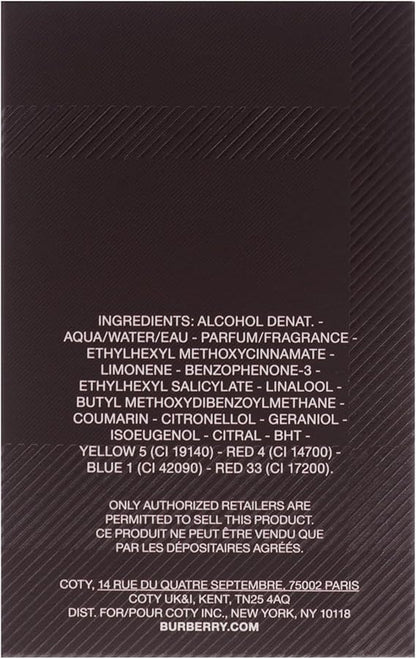 INGREDIENTS: ALCOHOL DENAT. -
AQUA/WATER/EAU - PARFUM/FRAGRANCE -
ETHYLHEXYL METHOXYCINNAMATE -
LIMONENE - BENZOPHENONE-3 -
ETHYLHEXYL SALICYLATE - LINALOOL -
BUTYL METHOXYDIBENZOYLMETHANE -
COUMARIN - CITRONELLOL - GERANIOL -
ISOEUGENOL - CITRAL - BHT -
YELLOW 5 (CI 19140) - RED 4 (CI 14700) -
BLUE 1 (CI 42090) - RED 33 (CI 17200).
ONLY AUTHORIZED RETAILERS ARE
PERMITTED TO SELL THIS PRODUCT.
CE PRODUIT NE PEUT ÊTRE VENDU QUE
PAR LES DÉPOSITAIRES AGRÉÉS.
COTY, 14 RUE DU QUATRE SEPTEMBRE, 75002 PARIS
COTY UK&I, KENT, TN25 4AQ
DIST. FOR/POUR COTY INC., NEW YORK, NY 10118
BURBERRY.COM